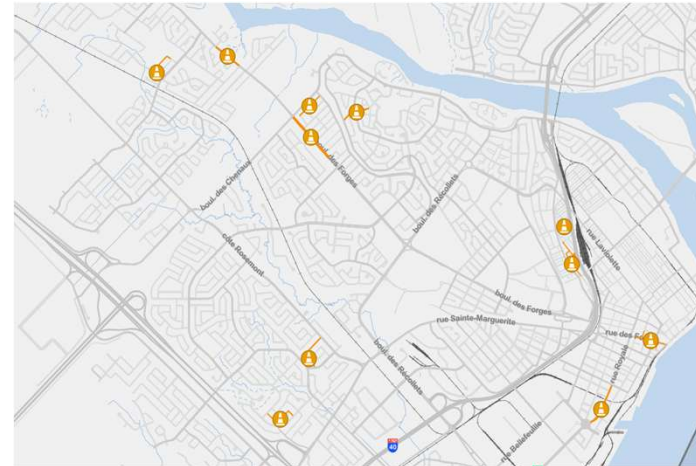 boul. des Forges
boul. des Chenaux
boul. des Récollets
rue Laviolette
côte Rosemont
boul. des Forges
rue Sainte-Marguerite
rue des Fo
boul. des Récollets
rue Royale
rue Bellefeuille
40